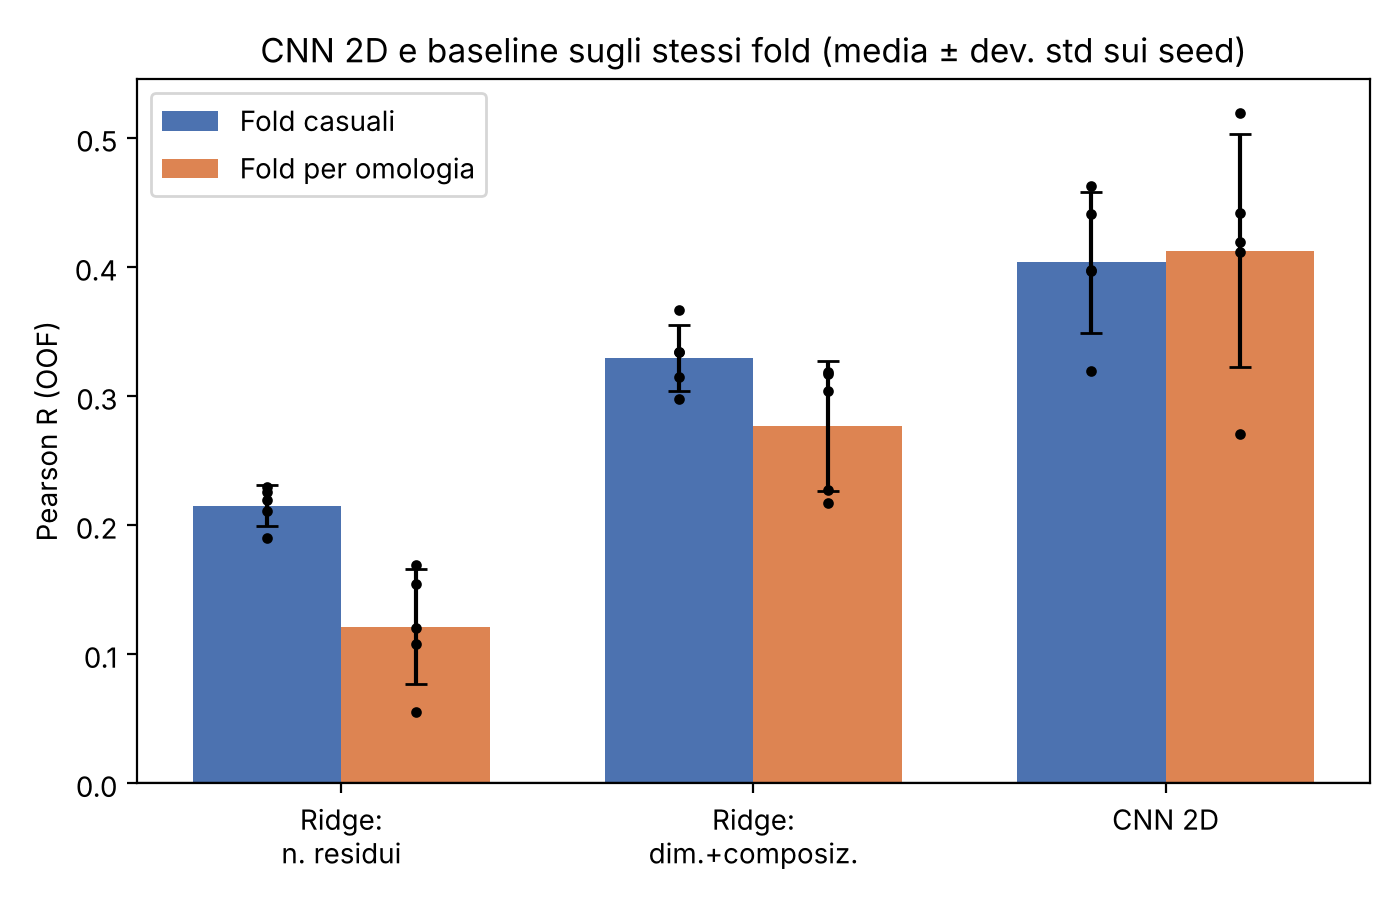 CNN 2D e baseline sugli stessi fold (media ± dev. std sui seed)
Fold casuali
Fold per omologia
Pearson R (OOF)
0.5
0.4
0.3
0.2
0.1
0.0
Ridge:
n. residui
Ridge:
dim.+composiz.
CNN 2D